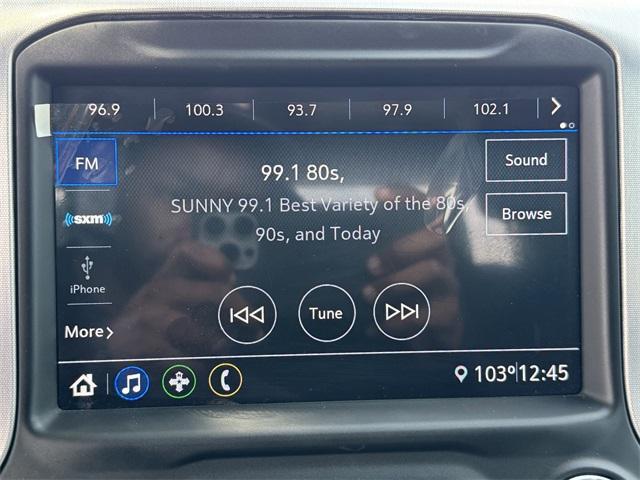 96.9 100.3 93.7 97.9 102.1
FM
99.1 80s,
Sound
((sxm))
SUNNY 99.1 Best Variety of the 80s,
90s, and Today
Browse
iPhone
Tune
More
103° 12:45